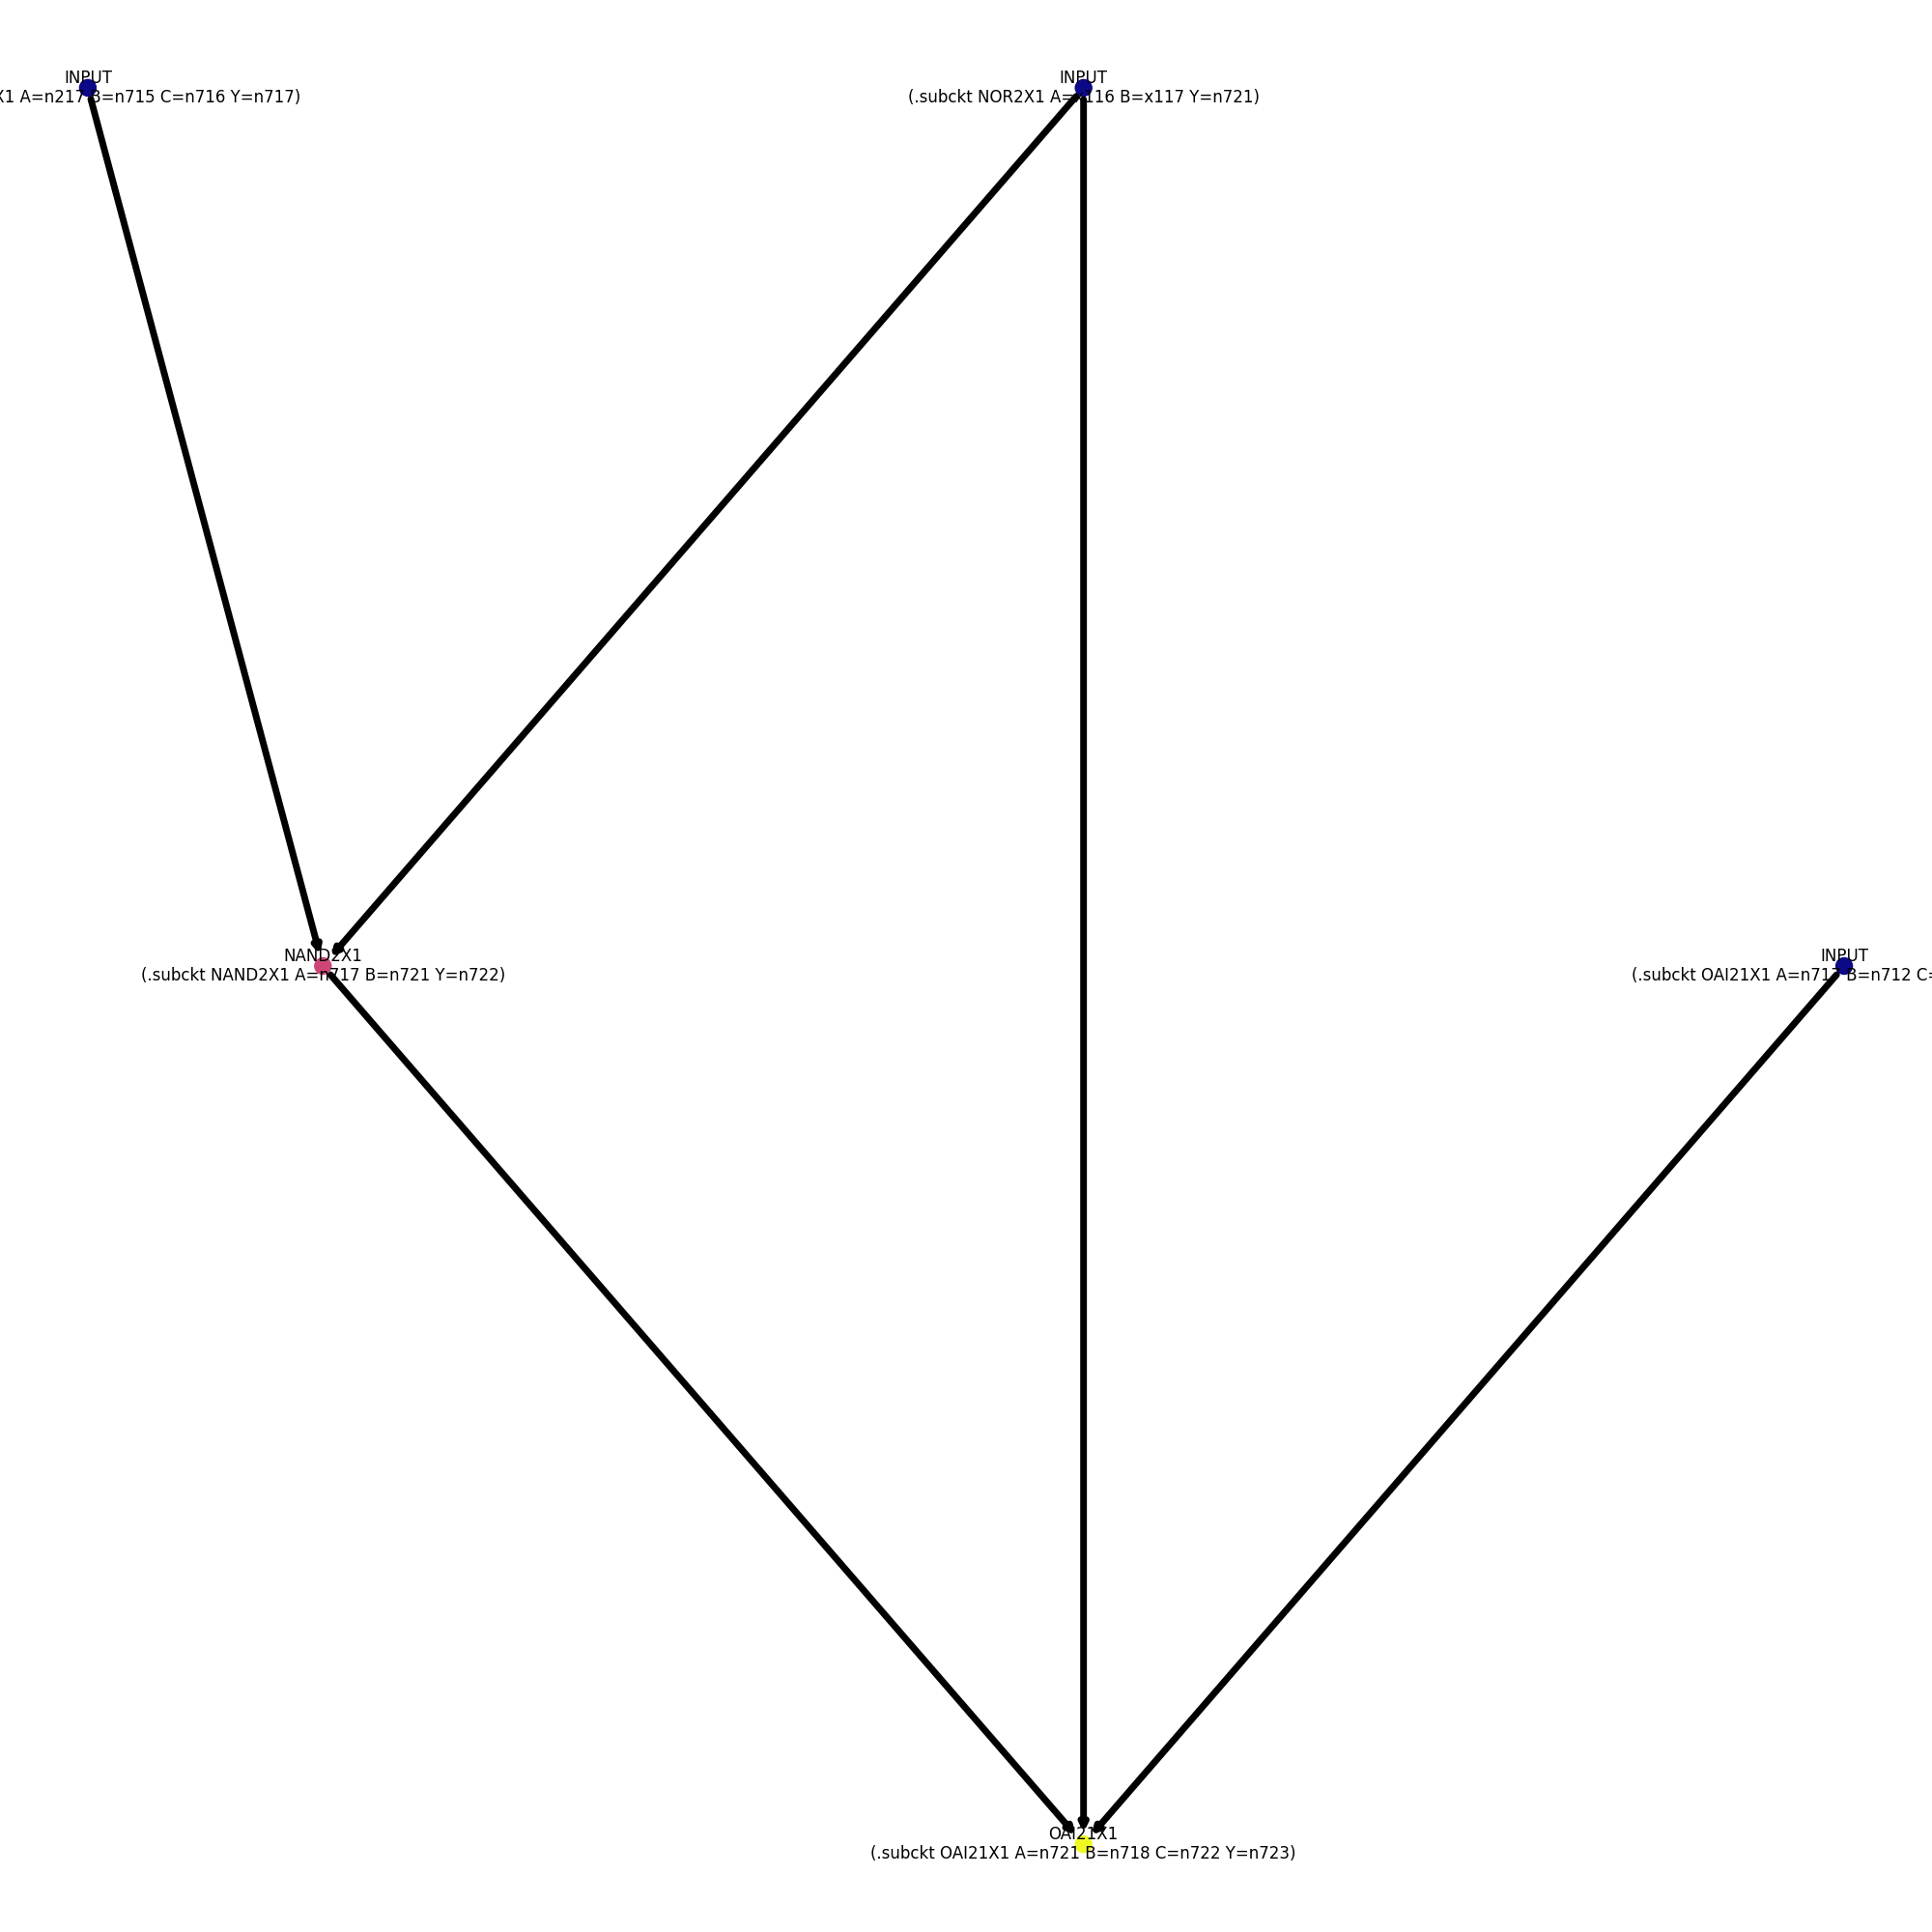 INPUT
X1 A=n217 B=n715 C=n716 Y=n717)
INPUT
(.subckt NOR2X1 A=x116 B=x117 Y=n721)
NAND2X1
(.subckt NAND2X1 A=n717 B=n721 Y=n722)
INPUT
(.subckt OAI21X1 A=n717 B=n712 C=
OAI21X1
(.subckt OAI21X1 A=n721 B=n718 C=n722 Y=n723)